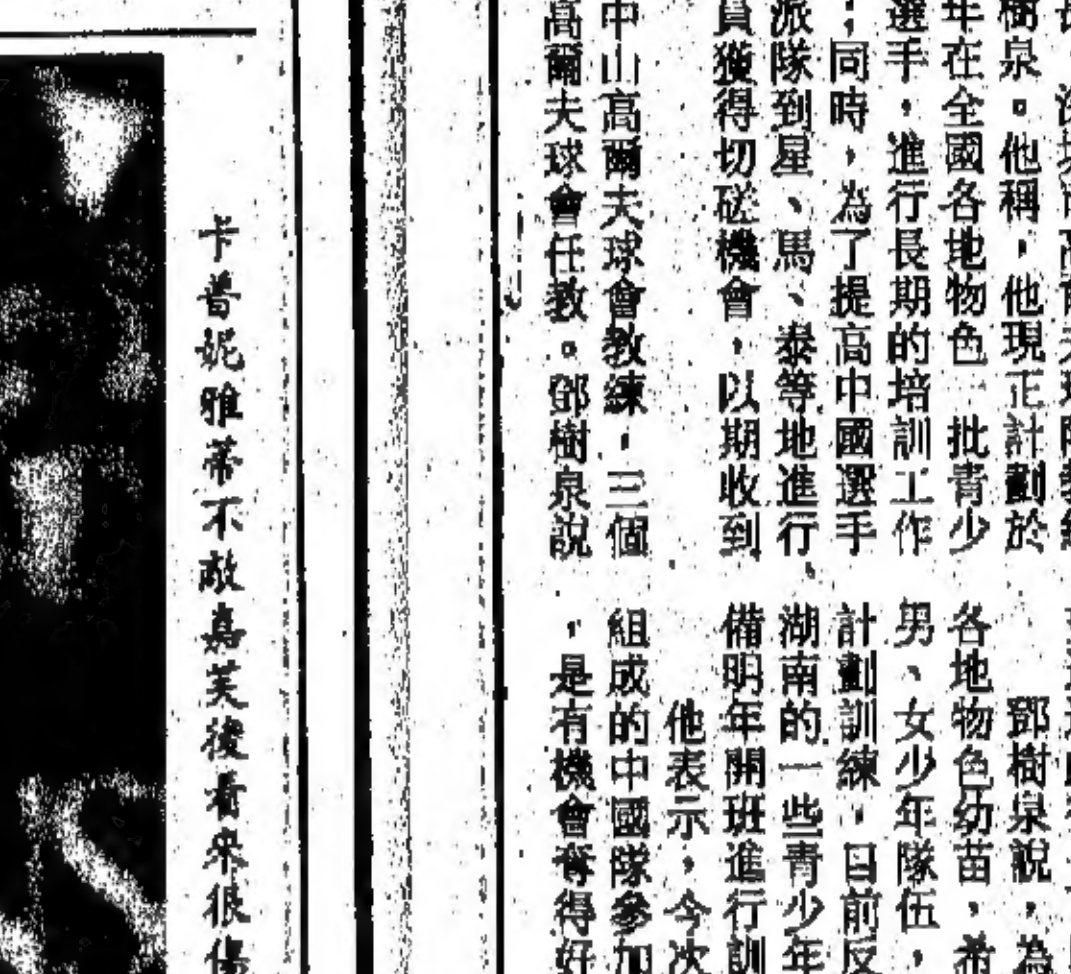 樹泉。他稱，他現正計劃於
年在全國各地物色一批青少
選手，進行長期的培訓工作
；同時，為了提高中國選手
派隊到星、馬、泰等地進行
員獲得切磋機會，以期收到
中山高爾夫球會教練，三個
高爾夫球會任教。鄧樹泉說
鄧樹泉說，為
各地物色幼苗，希
男、女少年隊伍，
計劃訓練，目前反
湖南的一些青少年
備明年開班進行訓
他表示，今次
組成的中國隊參加
，是有機會奪得好
卡普妮雅蒂不敵嘉芙後看來很傷